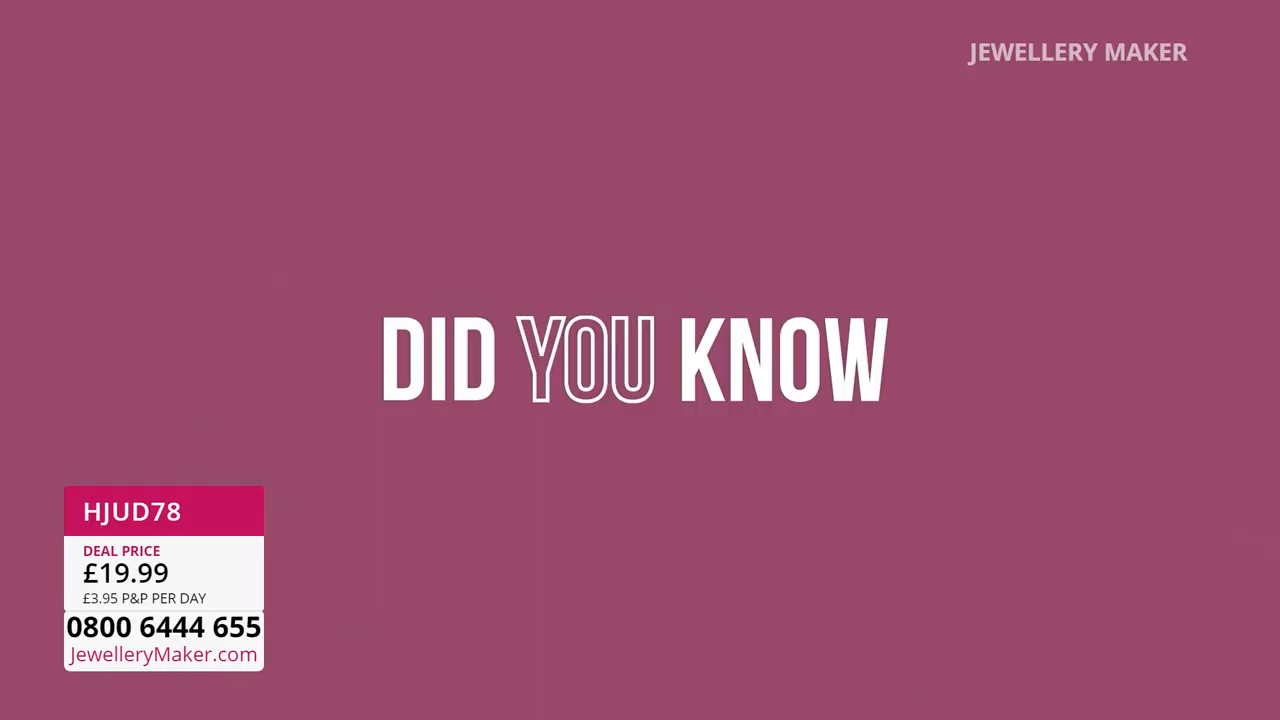 JEWELLERY MAKER
DID YOU KNOW
HJUD78
DEAL PRICE
£19.99
£3.95 P&P PER DAY
0800 6444 655
JewelleryMaker.com